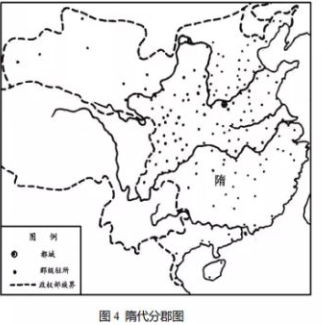 隋
图 例
都城
郡级驻所
政权部族界
图 4 隋代分郡图